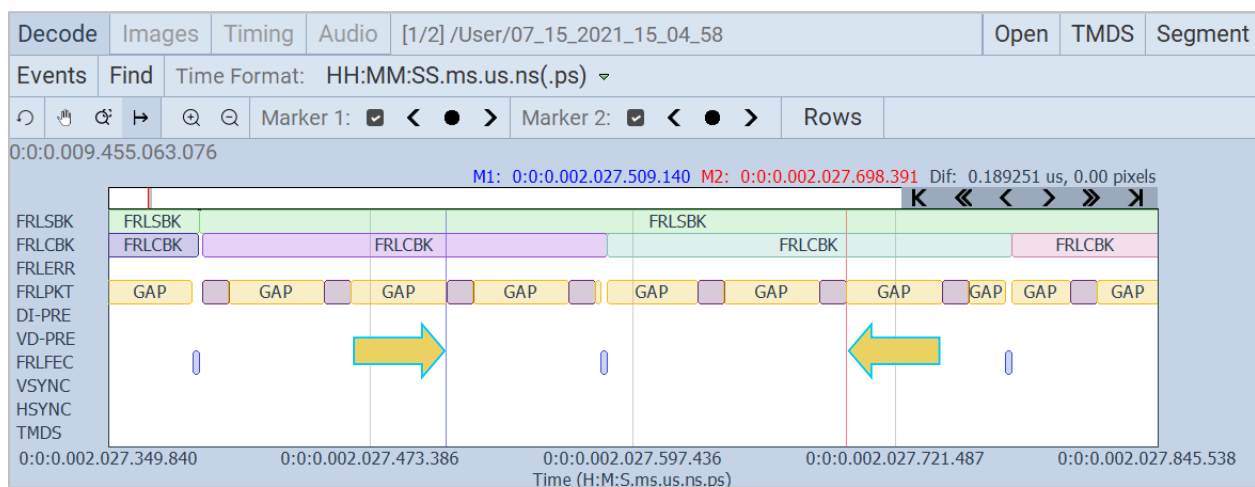 Decode Images Timing Audio [1/2] /User/07_15_2021_15_04_58 Open TMDS Segment
Events Find Time Format: HH:MM:SS.ms.us.ns(.ps)
Marker 1: Marker 2: Rows
0:0:0.009.455.063.076
M1: 0:0:0.002.027.509.140 M2: 0:0:0.002.027.698.391 Dif: 0.189251 us, 0.00 pixels
FRLSBK FRLSBK FRLSBK
FRLCBK FRLCBK FRLCBK FRLCBK FRLCBK
FRLERR
FRLPKT GAP GAP GAP GAP GAP GAP GAP GAP GAP GAP
DI-PRE
VD-PRE
FRLFEC
VSYNC
HSYNC
TMDS
0:0:0.002.027.349.840 0:0:0.002.027.473.386 0:0:0.002.027.597.436 0:0:0.002.027.721.487 0:0:0.002.027.845.538
Time (H:M:S.ms.us.ns.ps)